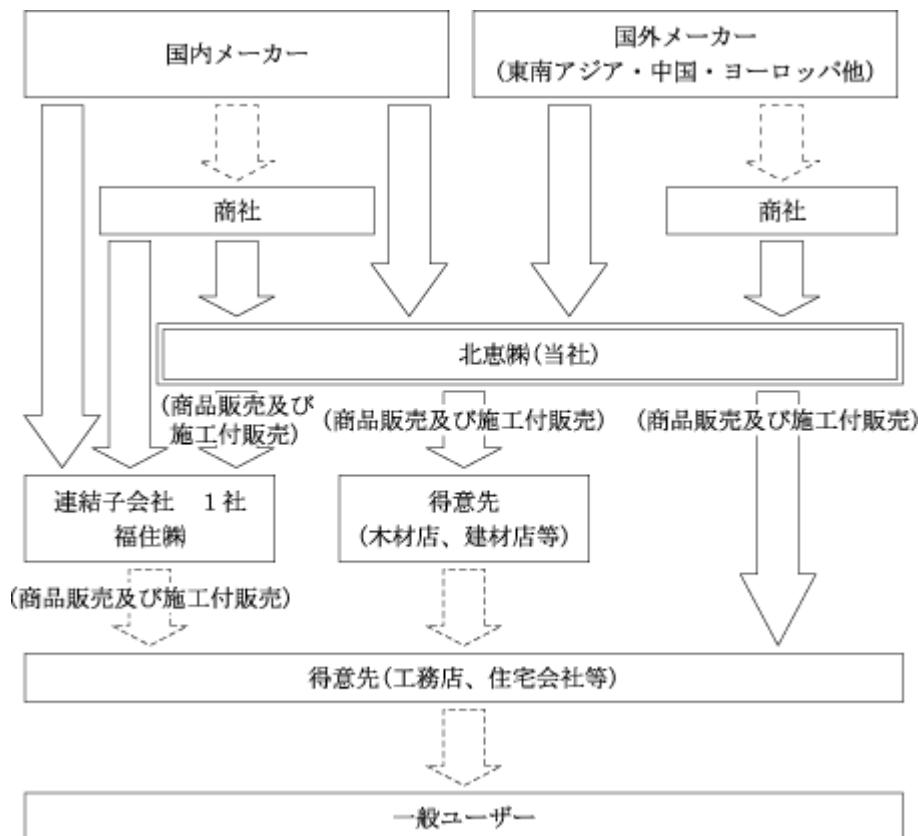 国内メーカー
国外メーカー
(東南アジア・中国・ヨーロッパ他)
商社
商社
北恵㈱(当社)
(商品販売及び
施工付販売)
(商品販売及び施工付販売)
(商品販売及び施工付販売)
連結子会社　１社
福住㈱
得意先
(木材店、建材店等)
(商品販売及び施工付販売)
得意先(工務店、住宅会社等)
一般ユーザー